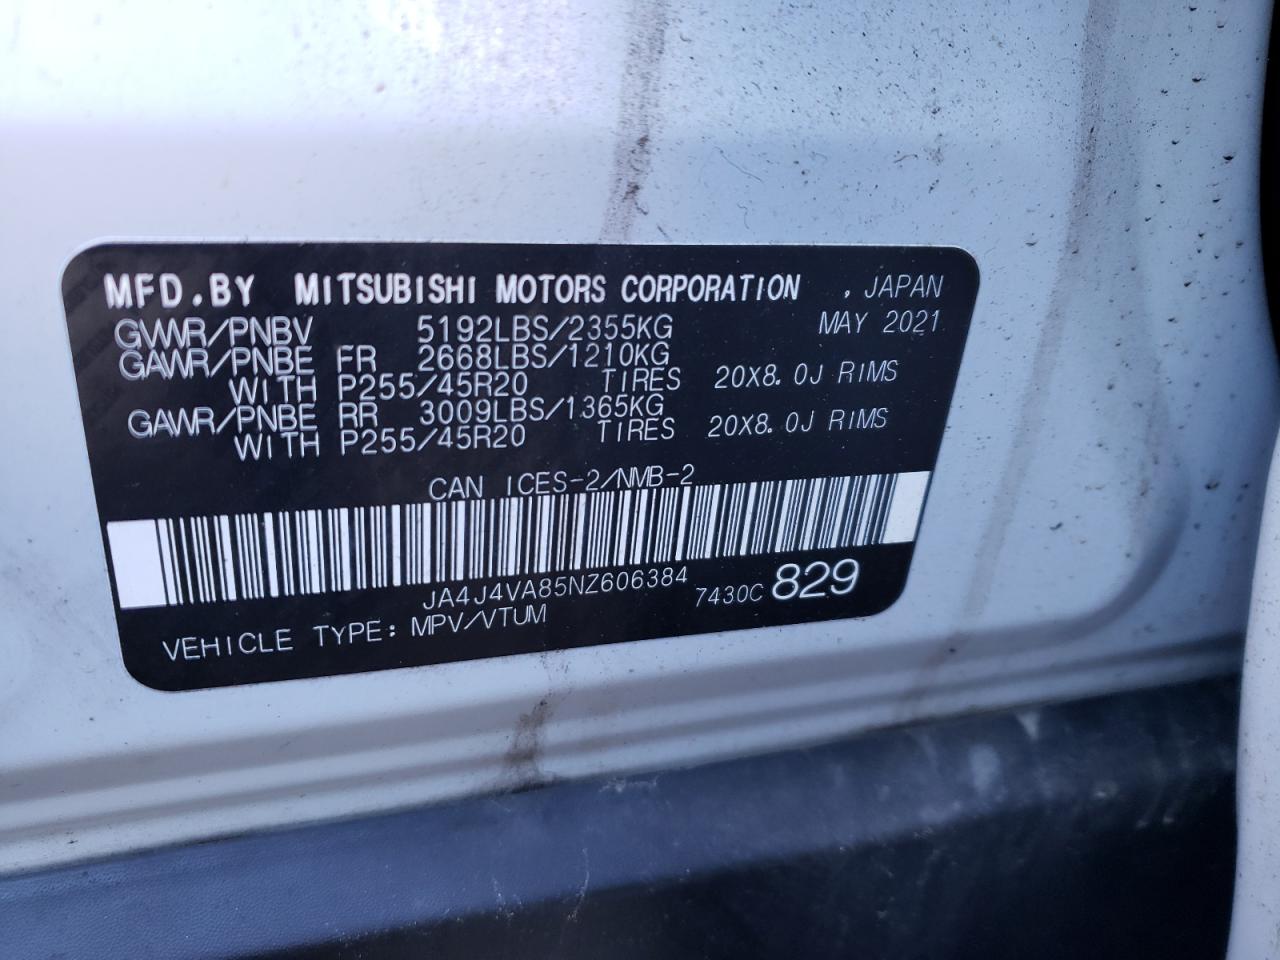 MFD.BY MITSUBISHI MOTORS CORPORATION , JAPAN
GVWR/PNBV 5192LBS/2355KG MAY 2021
GAWR/PNBE FR 2668LBS/1210KG
WITH P255/45R20 TIRES 20X8.0J RIMS
GAWR/PNBE RR 3009LBS/1365KG
WITH P255/45R20 TIRES 20X8.0J RIMS
CAN ICES-2/NMB-2
JA4J4VA85NZ606384 7430C 829
VEHICLE TYPE: MPV/VTUM